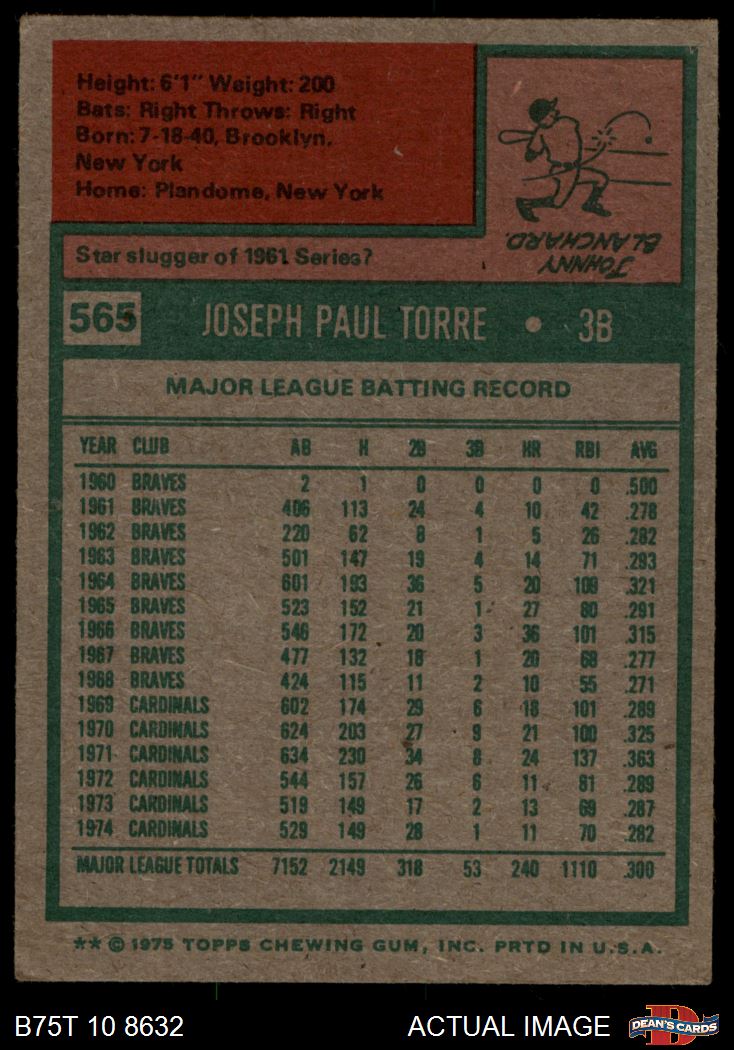 Height: 6'1" Weight: 200
Bats: Right Throws: Right
Born: 7-18-40, Brooklyn,
New York
Home: Plandome, New York
Star slugger of 1961 Series?
JOHNNY
BLANCHARD.
565 JOSEPH PAUL TORRE • 3B
MAJOR LEAGUE BATTING RECORD
YEAR CLUB AB H 2B 3B HR RBI AVG
1960 BRAVES 2 1 0 0 0 0 .500
1961 BRAVES 406 113 24 4 10 42 .278
1962 BRAVES 220 62 8 1 5 26 .282
1963 BRAVES 501 147 19 4 14 71 .293
1964 BRAVES 601 193 36 5 20 109 .321
1965 BRAVES 523 152 21 1 27 80 .291
1966 BRAVES 546 172 20 3 36 101 .315
1967 BRAVES 477 132 18 1 20 68 .277
1968 BRAVES 424 115 11 2 10 55 .271
1969 CARDINALS 602 174 29 6 18 101 .289
1970 CARDINALS 624 203 27 9 21 100 .325
1971 CARDINALS 634 230 34 8 24 137 .363
1972 CARDINALS 544 157 26 6 11 81 .289
1973 CARDINALS 519 149 17 2 13 69 .287
1974 CARDINALS 529 149 28 1 11 70 .282
MAJOR LEAGUE TOTALS 7152 2149 318 53 240 1110 .300
** © 1975 TOPPS CHEWING GUM, INC. PRTD IN U.S.A.
B75T 10 8632 ACTUAL IMAGE DEAN'S CARDS